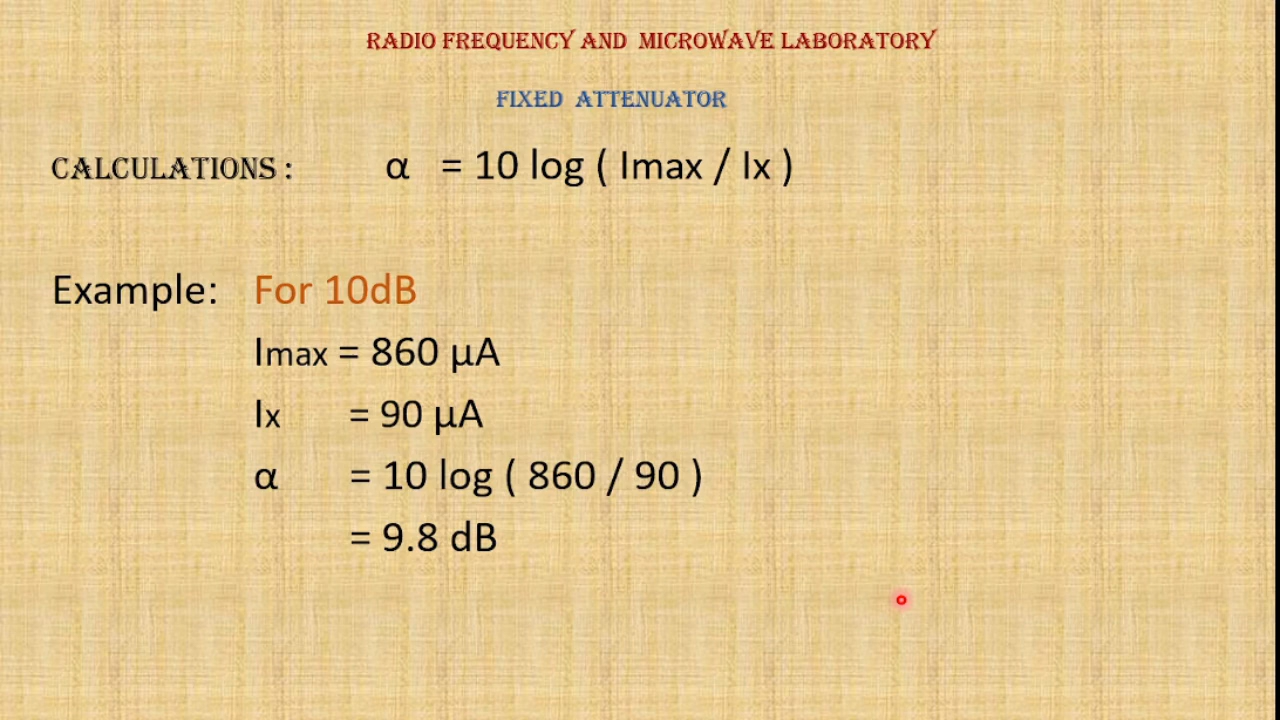 RADIO FREQUENCY AND MICROWAVE LABORATORY
FIXED ATTENUATOR
CALCULATIONS : α = 10 log ( Imax / Ix )
Example: For 10dB
Imax = 860 µA
Ix = 90 µA
α = 10 log ( 860 / 90 )
= 9.8 dB